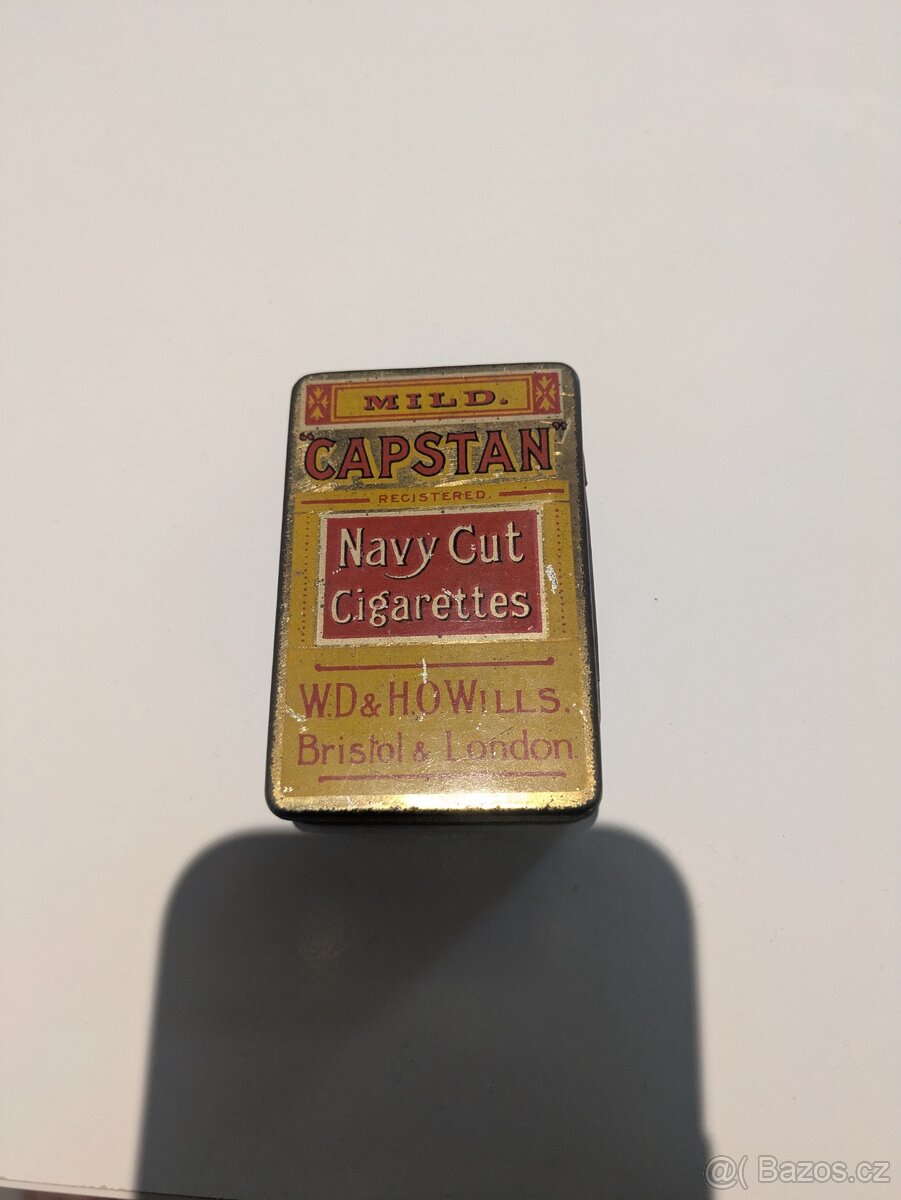 MILD.
"CAPSTAN"
REGISTERED.
Navy Cut
Cigarettes
W.D & H.O WILLS.
Bristol & London.
@( Bazos.cz